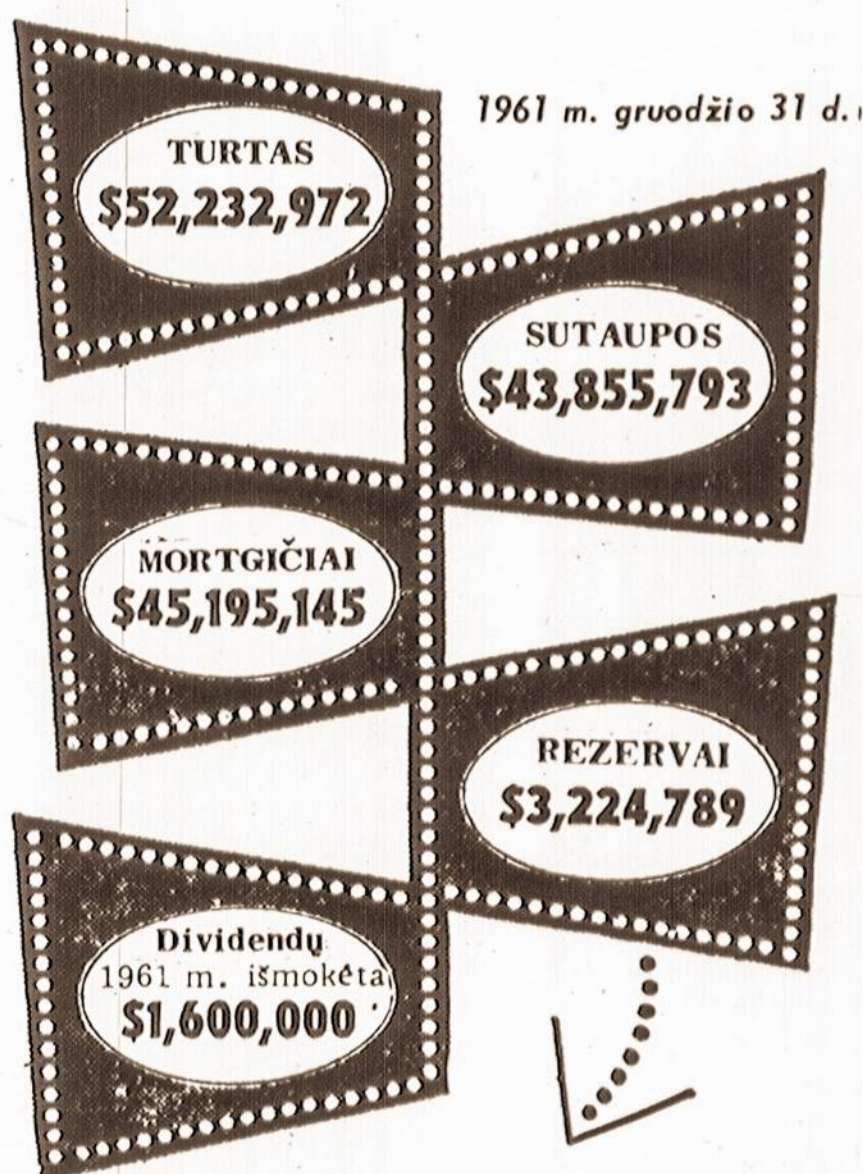 1961 m. gruodžio 31 d.
TURTAS
$52,232,972
SUTAUPOS
$43,855,793
MORTGIČIAI
$45,195,145
REZERVAI
$3,224,789
Dividendų
1961 m. išmokėta
$1,600,000